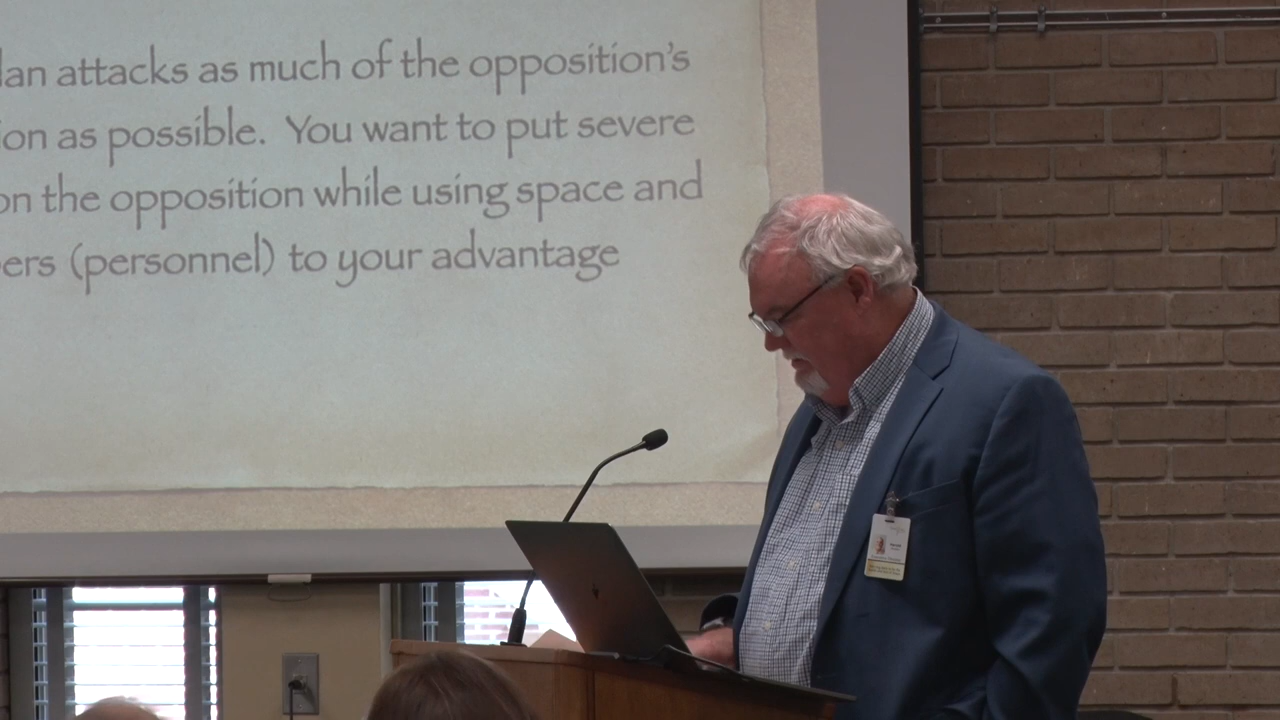 lan attacks as much of the opposition's
ion as possible. You want to put severe
on the opposition while using space and
ers (personnel) to your advantage